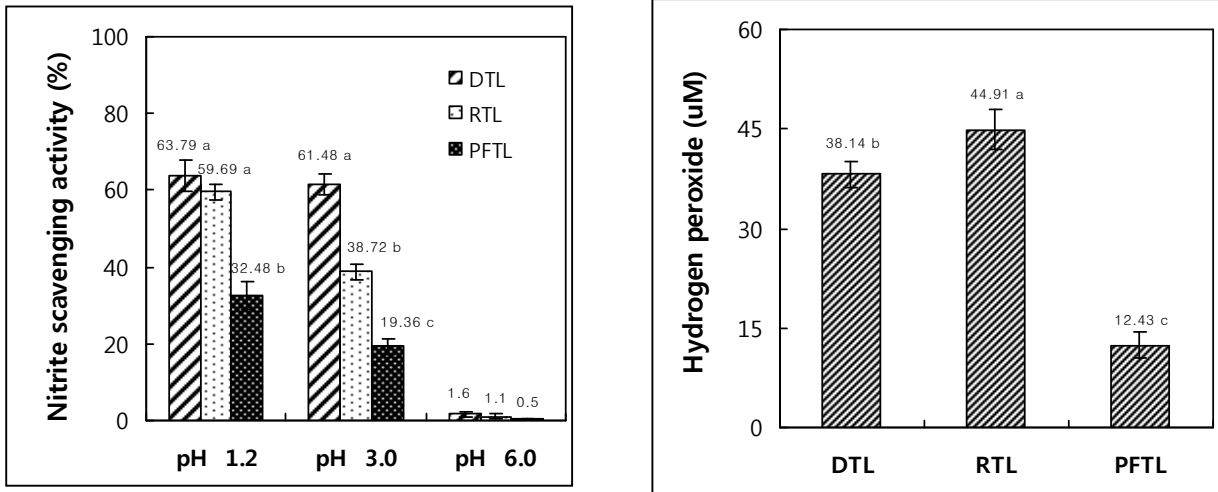 Nitrite scavenging activity (%)
100
80
60
40
20
0
DTL
RTL
PFTL
63.79 a
59.69 a
32.48 b
61.48 a
38.72 b
19.36 c
1.6
1.1
0.5
pH 1.2
pH 3.0
pH 6.0
Hydrogen peroxide (uM)
60
45
30
15
0
38.14 b
44.91 a
12.43 c
DTL
RTL
PFTL